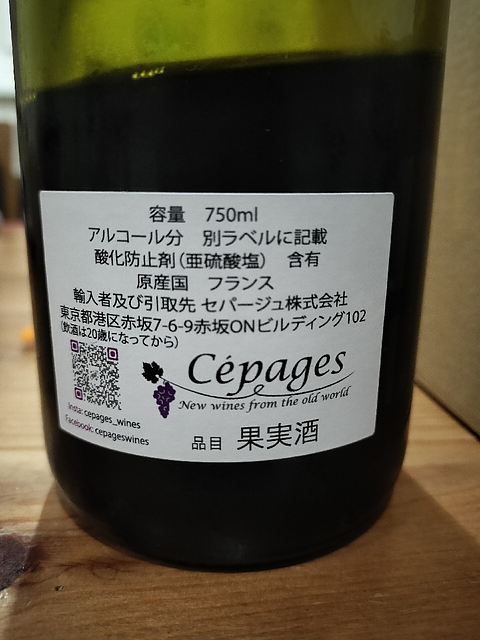 容量　750ml
アルコール分　別ラベルに記載
酸化防止剤（亜硫酸塩）　含有
原産国　フランス
輸入者及び引取先 セパージュ株式会社
東京都港区赤坂7-6-9赤坂ONビルディング102
(飲酒は20歳になってから)
Cépages
New wines from the old world
Insta: cepages_wines
Facebook: cepageswines
品目　果実酒